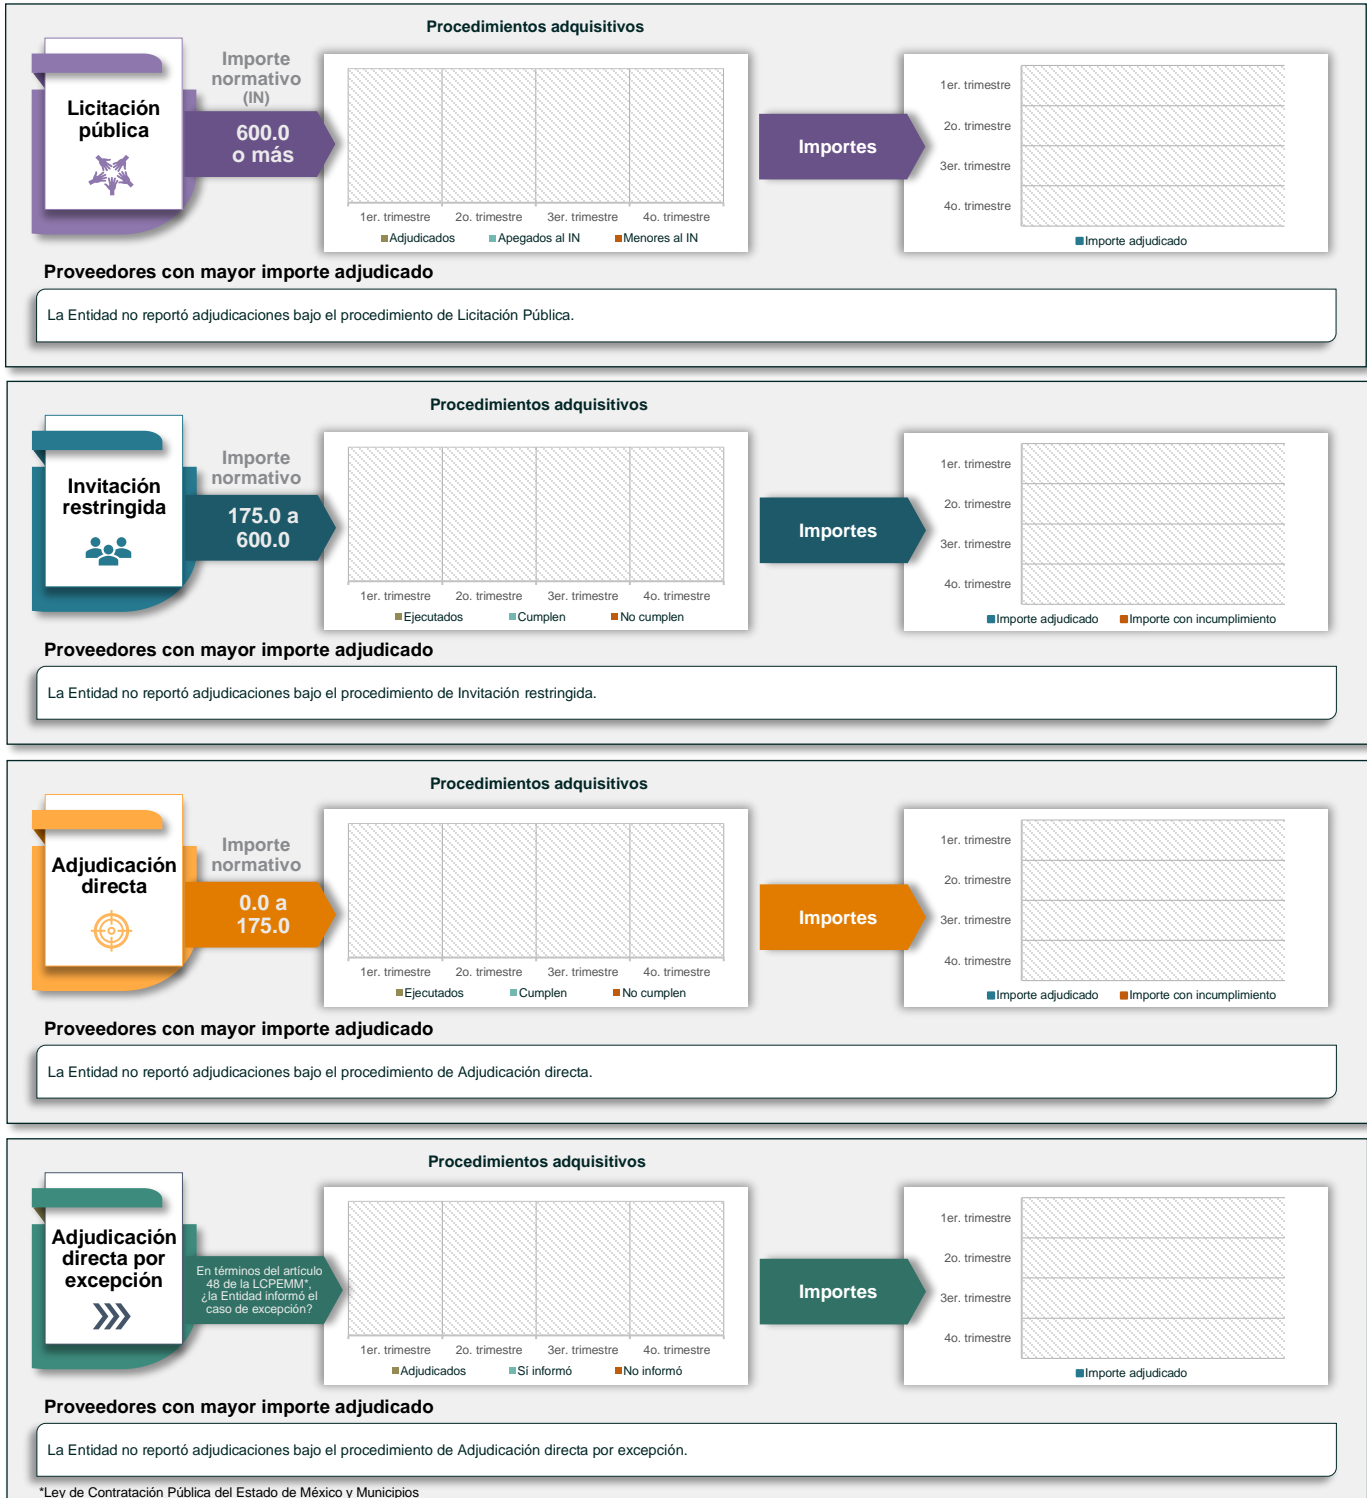 Procedimientos adquisitivos
Licitación
pública
Importe
normativo
(IN)
600.0
o más
1er. trimestre 2o. trimestre 3er. trimestre 4o. trimestre
Adjudicados Apegados al IN Menores al IN
Importes
1er. trimestre
2o. trimestre
3er. trimestre
4o. trimestre
Importe adjudicado
Proveedores con mayor importe adjudicado
La Entidad no reportó adjudicaciones bajo el procedimiento de Licitación Pública.
Procedimientos adquisitivos
Invitación
restringida
Importe
normativo
175.0 a
600.0
1er. trimestre 2o. trimestre 3er. trimestre 4o. trimestre
Ejecutados Cumplen No cumplen
Importes
1er. trimestre
2o. trimestre
3er. trimestre
4o. trimestre
Importe adjudicado Importe con incumplimiento
Proveedores con mayor importe adjudicado
La Entidad no reportó adjudicaciones bajo el procedimiento de Invitación restringida.
Procedimientos adquisitivos
Adjudicación
directa
Importe
normativo
0.0 a
175.0
1er. trimestre 2o. trimestre 3er. trimestre 4o. trimestre
Ejecutados Cumplen No cumplen
Importes
1er. trimestre
2o. trimestre
3er. trimestre
4o. trimestre
Importe adjudicado Importe con incumplimiento
Proveedores con mayor importe adjudicado
La Entidad no reportó adjudicaciones bajo el procedimiento de Adjudicación directa.
Procedimientos adquisitivos
Adjudicación
directa por
excepción
En términos del artículo
48 de la LCPEMM*,
¿la Entidad informó el
caso de excepción?
1er. trimestre 2o. trimestre 3er. trimestre 4o. trimestre
Adjudicados Sí informó No informó
Importes
1er. trimestre
2o. trimestre
3er. trimestre
4o. trimestre
Importe adjudicado
Proveedores con mayor importe adjudicado
La Entidad no reportó adjudicaciones bajo el procedimiento de Adjudicación directa por excepción.
*Ley de Contratación Pública del Estado de México y Municipios